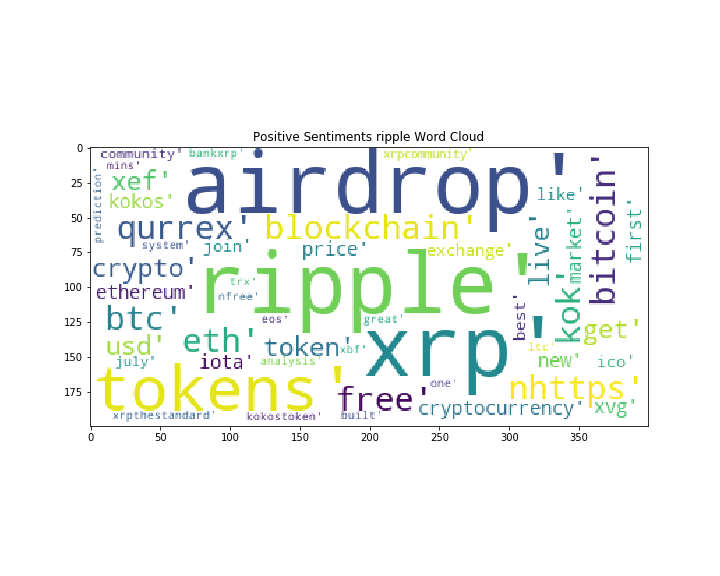 Positive Sentiments ripple Word Cloud
0
25
50
75
100
125
150
175
0
50
100
150
200
250
300
350
community'
bankxrp'
xrpcommunity'
mins'
airdrop'
xef'
kokos'
prediction'
like'
bitcoin'
first'
market'
live'
qurrex'
blockchain'
system'
join'
price'
exchange'
crypto'
ripple'
trx'
nfree'
ethereum'
btc'
eos'
great'
best'
kok'
get'
usd'
eth'
token'
xbf'
xrp'
ltc'
july'
iota'
analysis'
new'
ico'
tokens'
free'
one'
nhttps'
xrpthestandard'
kokostoken'
built'
cryptocurrency'
xvg'